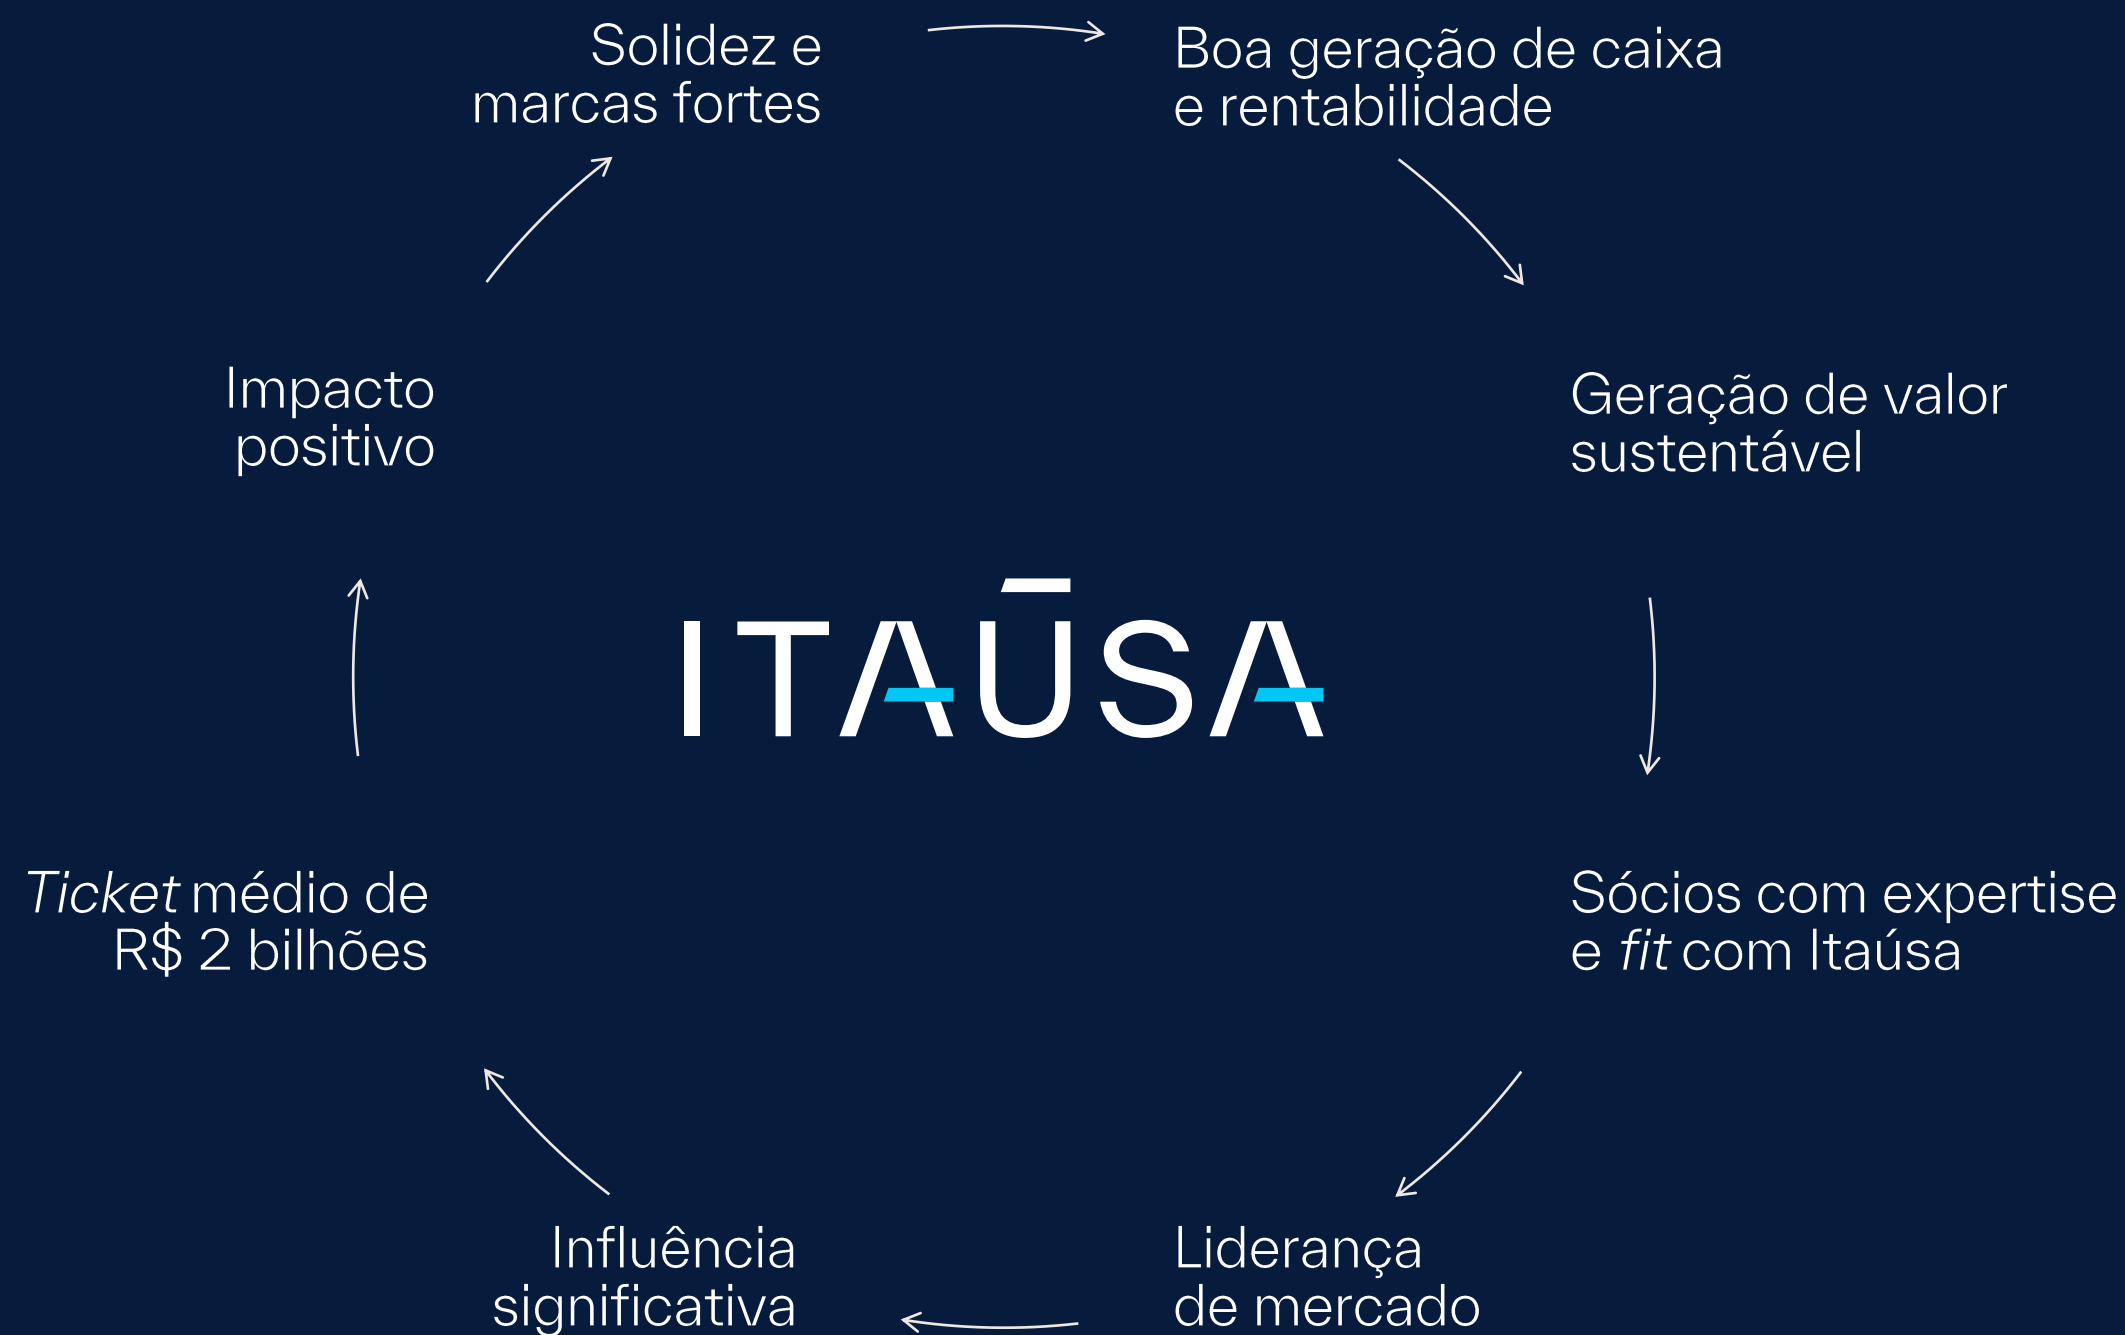 Solidez e
marcas fortes
Boa geração de caixa
e rentabilidade
Geração de valor
sustentável
Sócios com expertise
e fit com Itaúsa
Liderança
de mercado
Influência
significativa
Ticket médio de
R$ 2 bilhões
Impacto
positivo
ITAŪSA